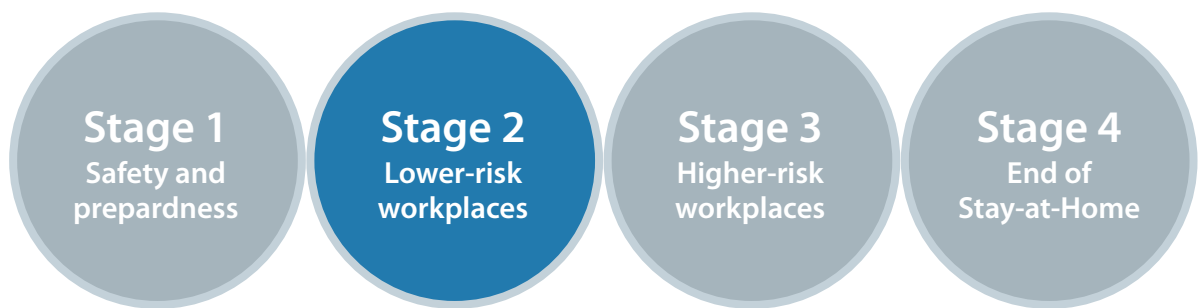 Stage 1
Safety and
prepardness
Stage 2
Lower-risk
workplaces
Stage 3
Higher-risk
workplaces
Stage 4
End of
Stay-at-Home